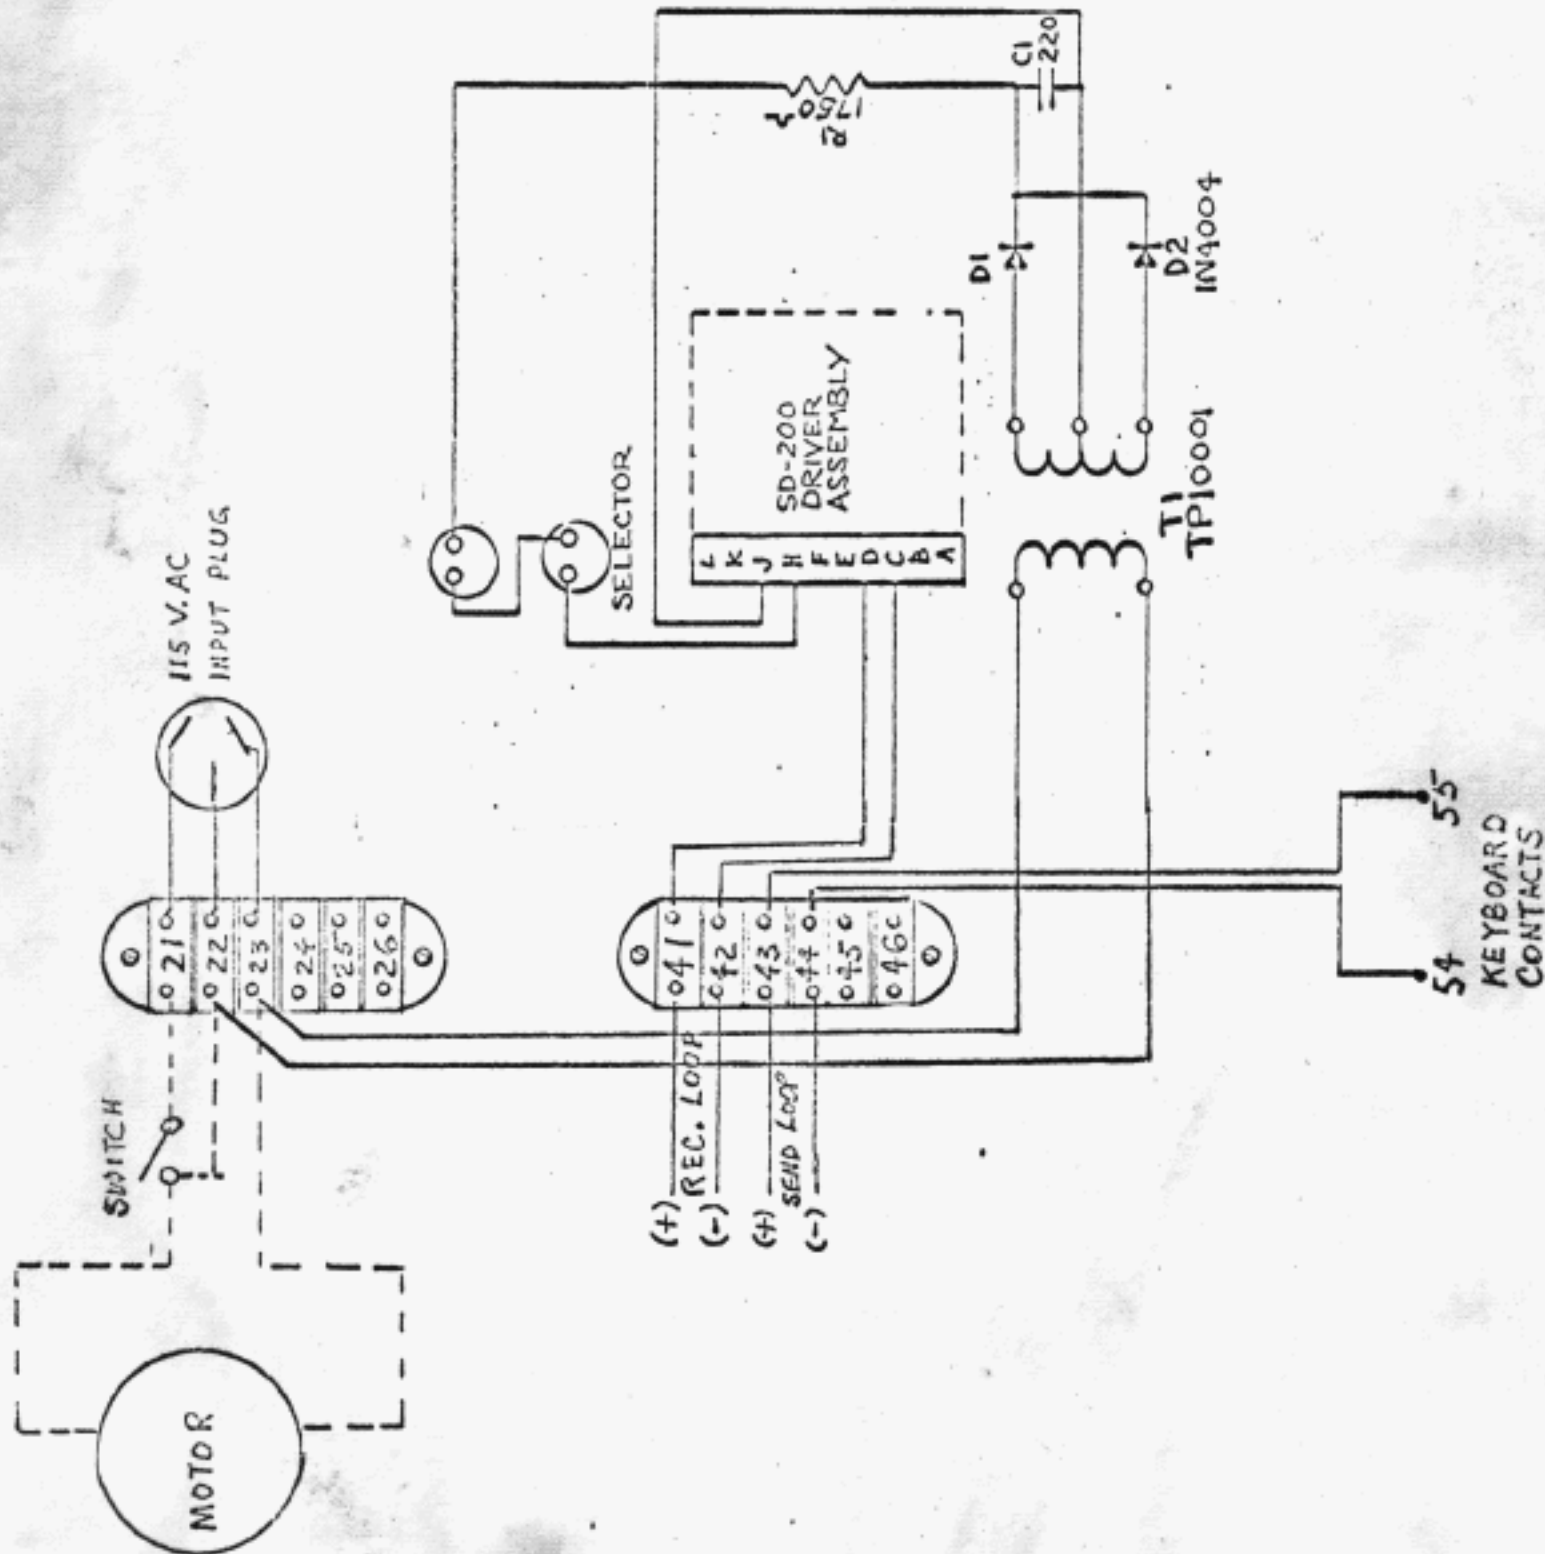 MOTOR
SWITCH
115 V. AC
INPUT PLUG
21
22
23
24
25
26
SELECTOR
C1
220
1750
R
L
K
J
H
F
E
D
C
B
A
SD-200
DRIVER
ASSEMBLY
(+)
REC. LOOP
(-)
(+)
SEND LOOP
(-)
41
42
43
44
45
46
D1
D2
IN4004
T1
TP10001
54
55
KEYBOARD
CONTACTS